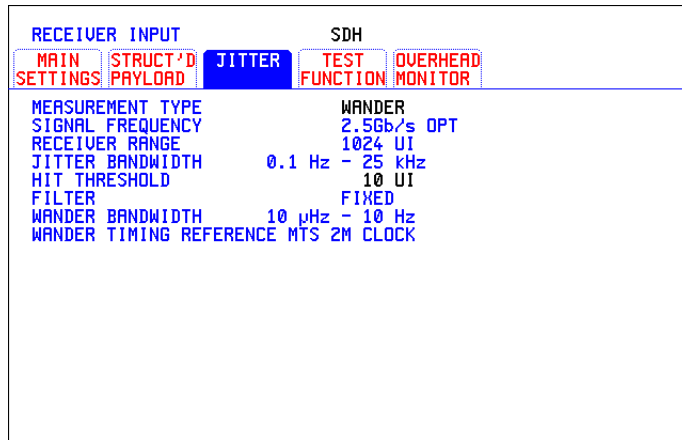 RECEIVER INPUT SDH
MAIN SETTINGS
STRUCT'D PAYLOAD
JITTER
TEST FUNCTION
OVERHEAD MONITOR
MEASUREMENT TYPE WANDER
SIGNAL FREQUENCY 2.5Gb/s OPT
RECEIVER RANGE 1024 UI
JITTER BANDWIDTH 0.1 Hz - 25 kHz
HIT THRESHOLD 10 UI
FILTER FIXED
WANDER BANDWIDTH 10 µHz - 10 Hz
WANDER TIMING REFERENCE MTS 2M CLOCK